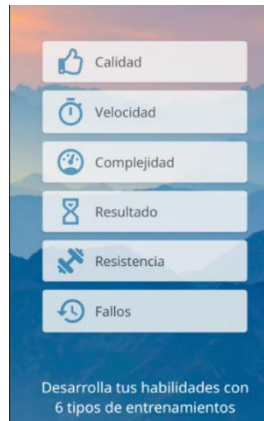 Calidad
Velocidad
Complejidad
Resultado
Resistencia
Fallos
Desarrolla tus habilidades con
6 tipos de entrenamientos